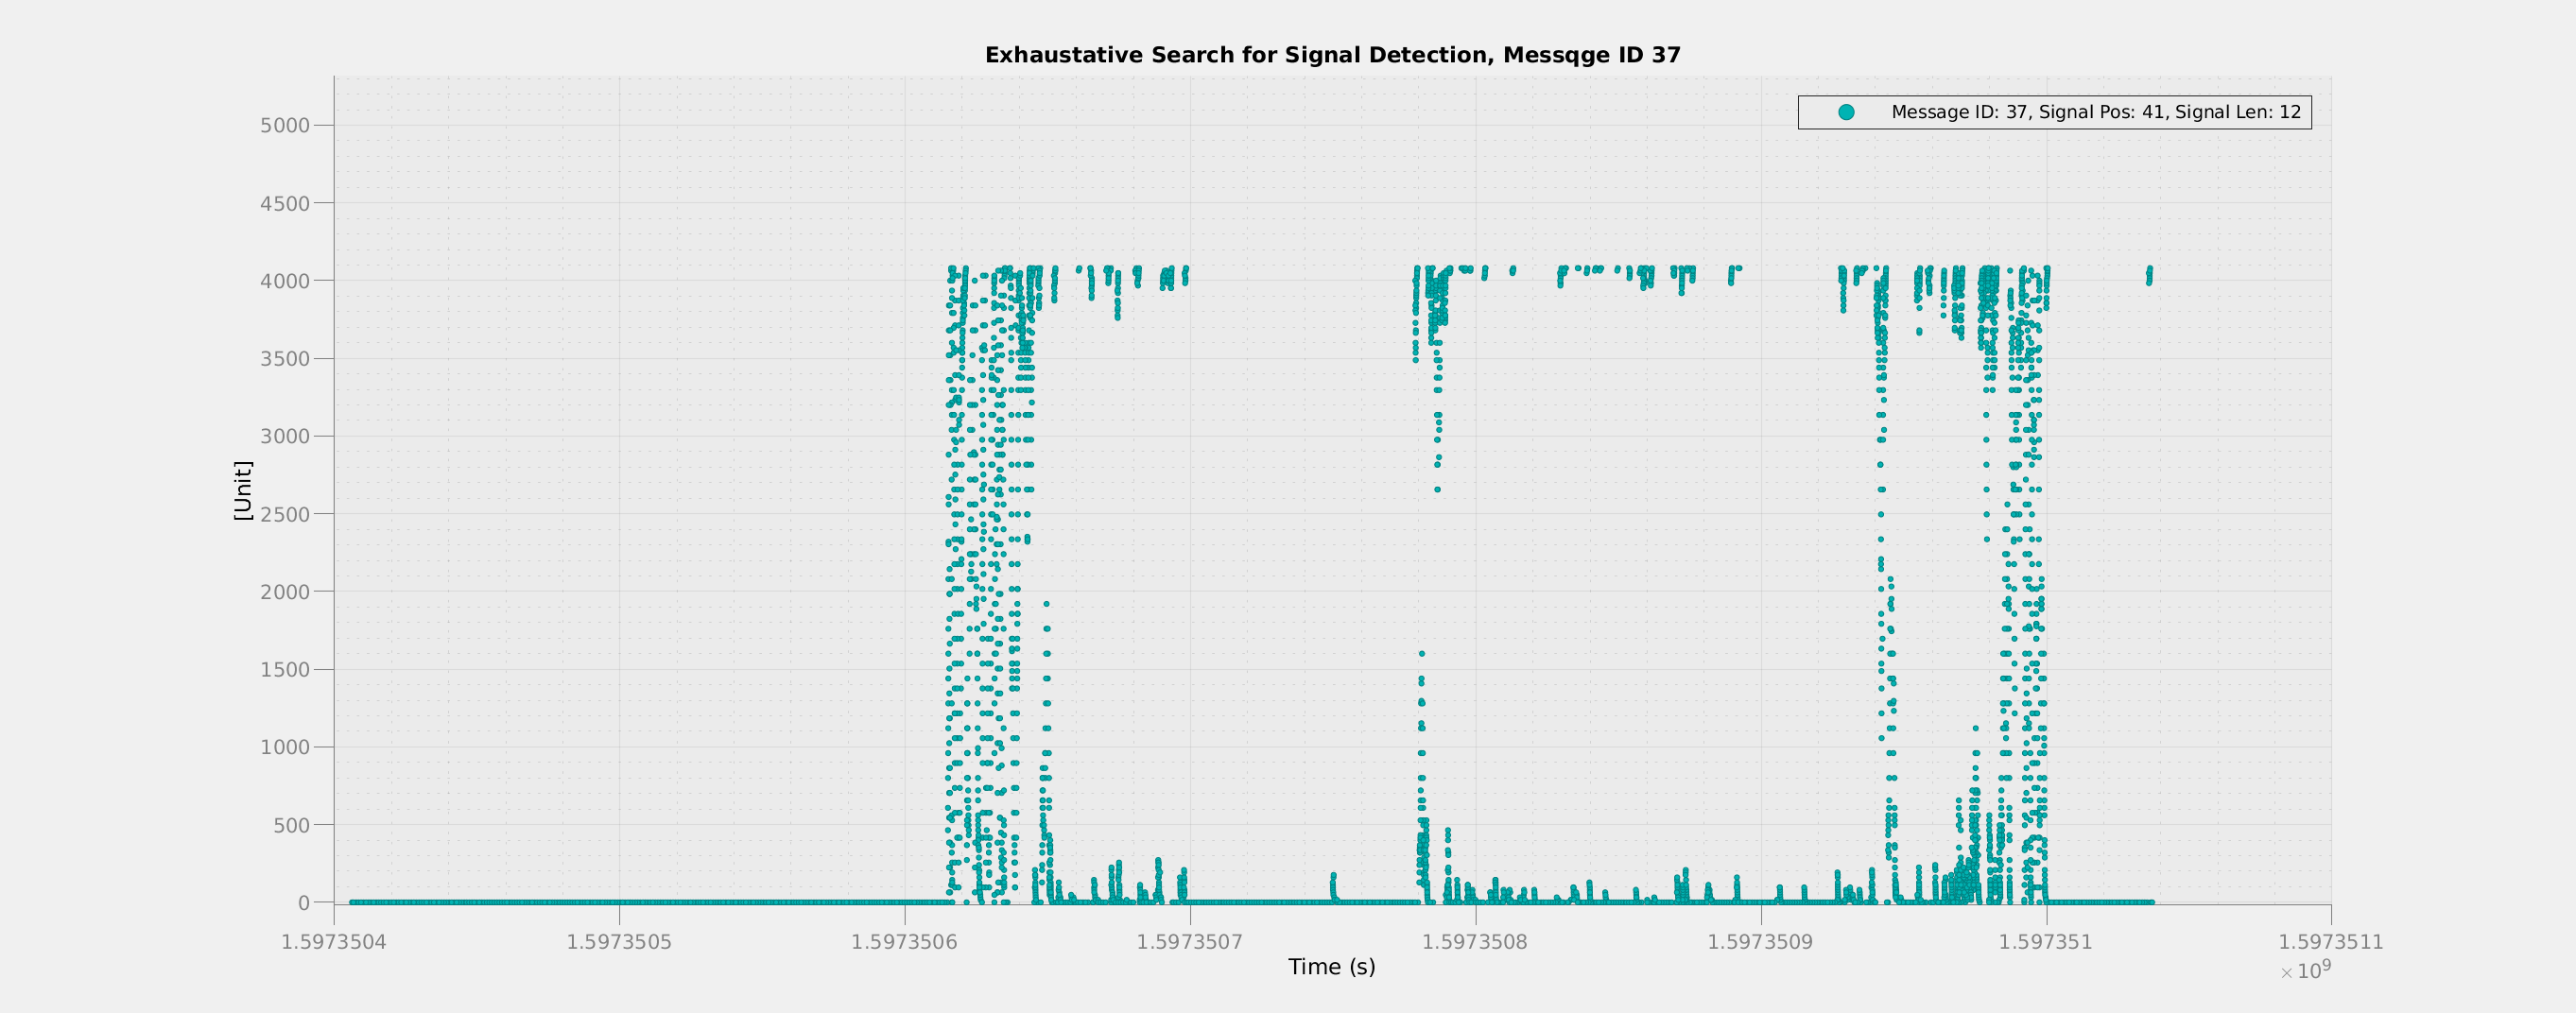 Exhaustative Search for Signal Detection, Messqge ID 37
Message ID: 37, Signal Pos: 41, Signal Len: 12
5000
4500
4000
3500
3000
2500
2000
1500
1000
500
0
[Unit]
1.5973504 1.5973505 1.5973506 1.5973507 1.5973508 1.5973509 1.597351 1.5973511
Time (s)
× 10⁹